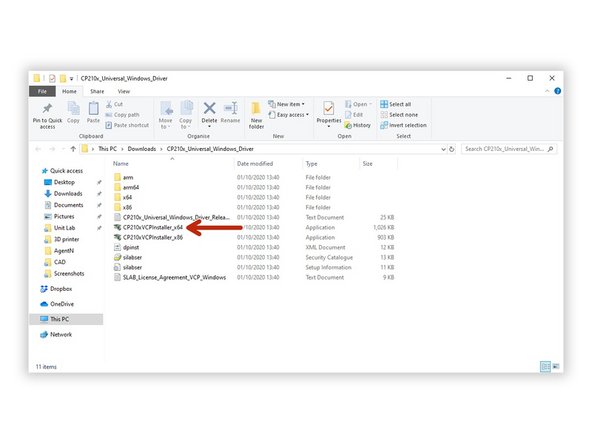 CP210x_Universal_Windows_Driver
File Home Share View
Pin to Quick access
Copy
Paste
Cut
Copy path
Paste shortcut
Move to
Copy to
Delete
Rename
New folder
New item
Easy access
Properties
Open
Edit
History
Select all
Select none
Invert selection
Clipboard Organise New Open Select
This PC > Downloads > CP210x_Universal_Windows_Driver
Search CP210x_Universal_Win...
Name Date modified Type Size
Quick access
Desktop
Downloads
Documents
Pictures
Unit Lab
3D printer
AgentN
CAD
Screenshots
Dropbox
OneDrive
This PC
Network
arm 01/10/2020 13:40 File folder
arm64 01/10/2020 13:40 File folder
x64 01/10/2020 13:40 File folder
x86 01/10/2020 13:40 File folder
CP210x_Universal_Windows_Driver_Relea... 01/10/2020 13:40 Text Document 25 KB
CP210xVCPInstaller_x64 01/10/2020 13:40 Application 1,026 KB
CP210xVCPInstaller_x86 01/10/2020 13:40 Application 903 KB
dpinst 01/10/2020 13:40 XML Document 12 KB
silabser 01/10/2020 13:40 Security Catalogue 13 KB
silabser 01/10/2020 13:40 Setup Information 11 KB
SLAB_License_Agreement_VCP_Windows 01/10/2020 13:40 Text Document 9 KB
11 items